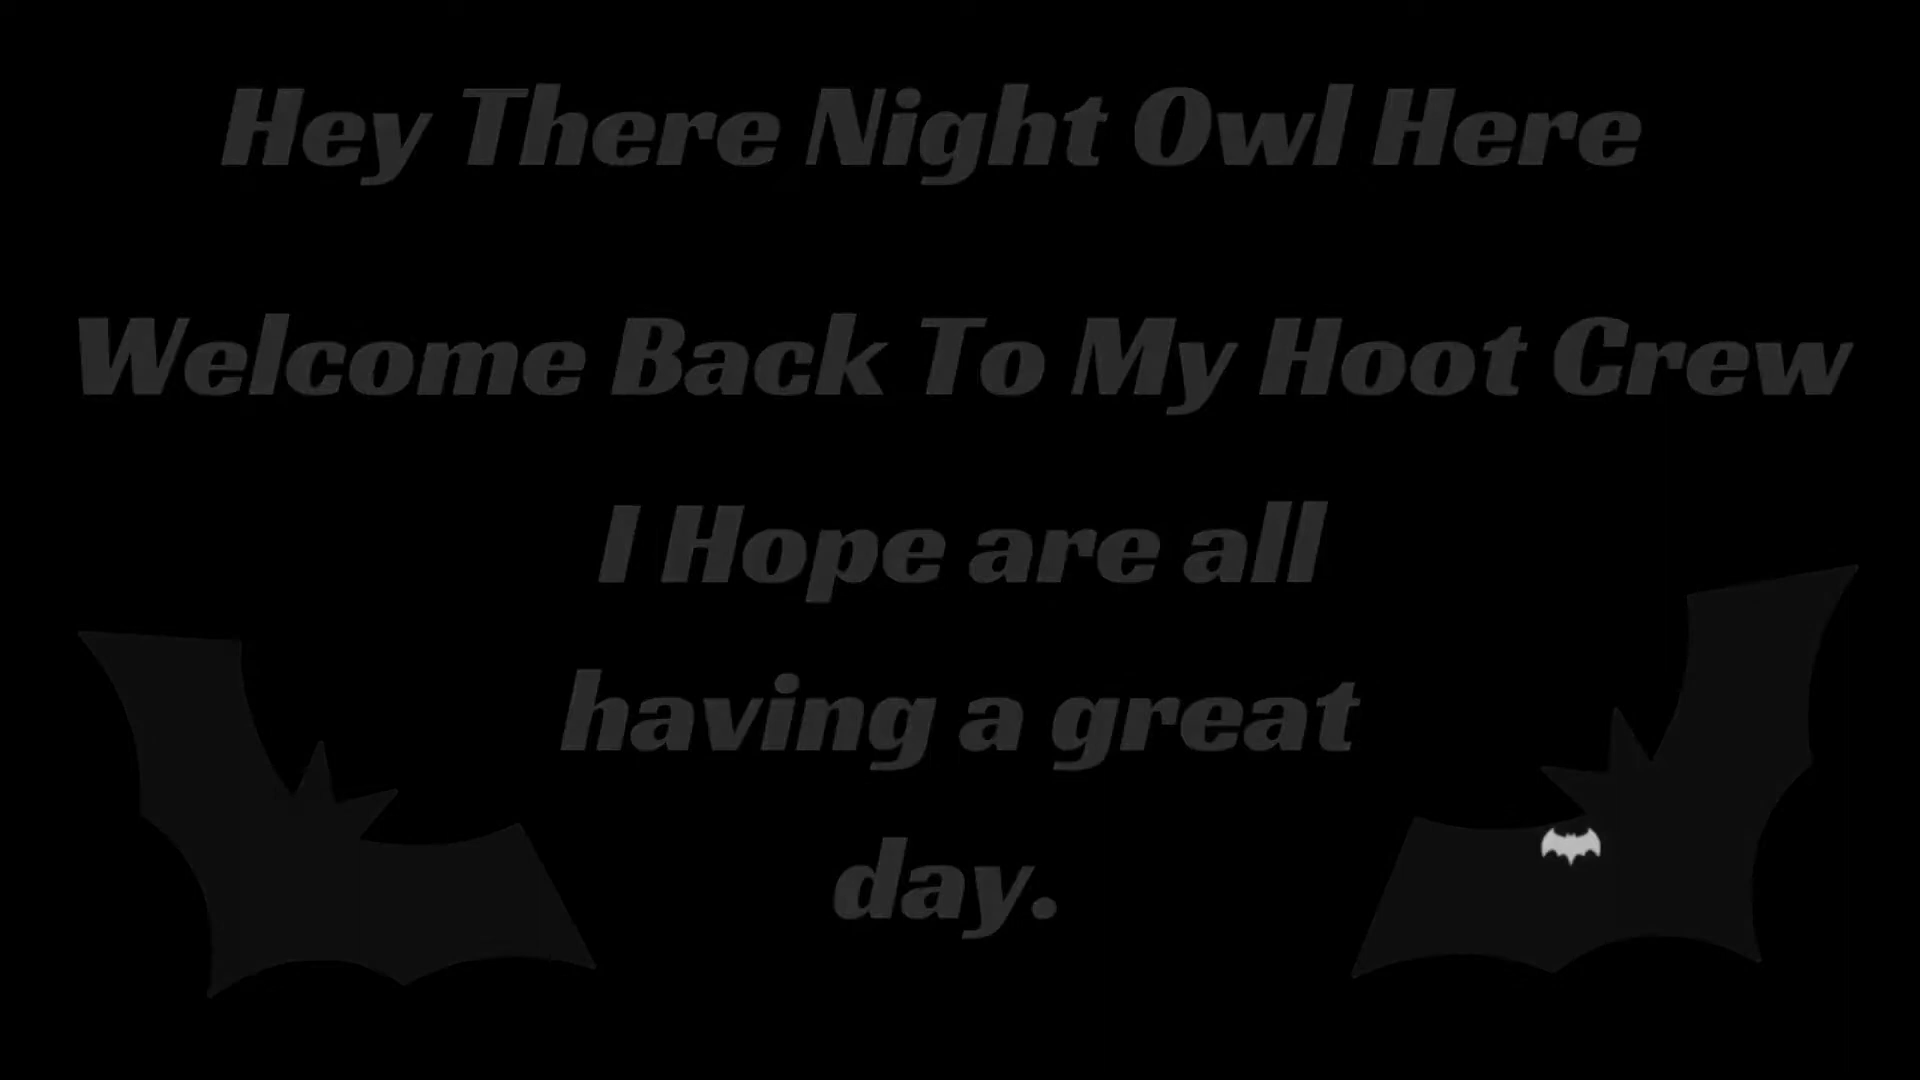 Hey There Night Owl Here
Welcome Back To My Hoot Crew
I Hope are all
having a great
day.